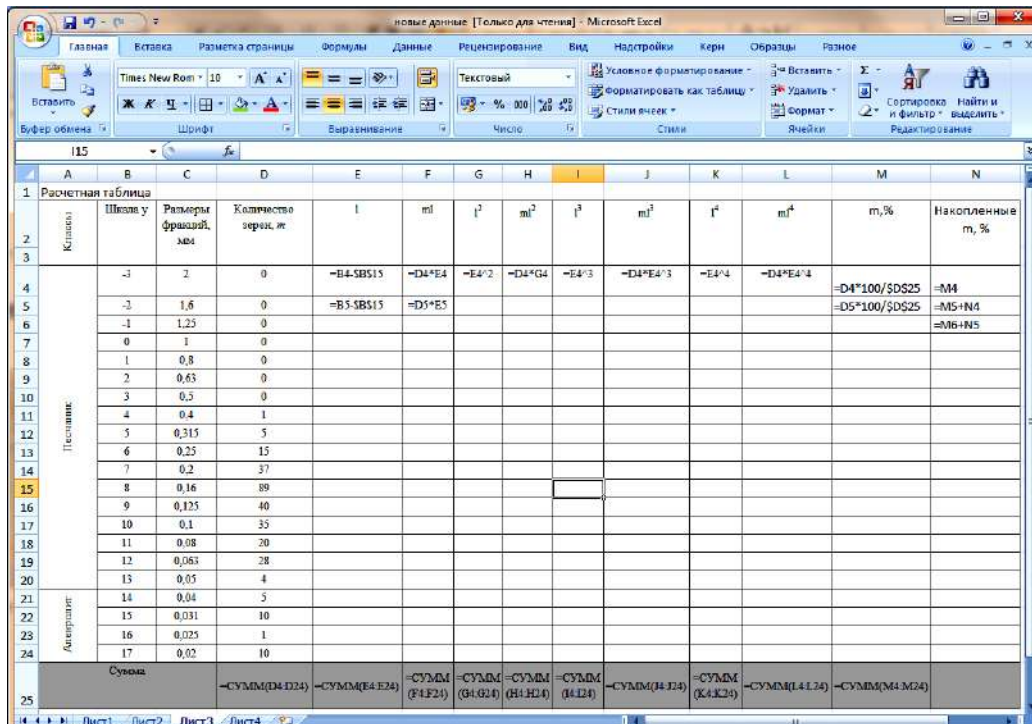 новые данные [Только для чтения] - Microsoft Excel
Главная Вставка Разметка страницы Формулы Данные Рецензирование Вид Надстройки Керн Образцы Разное
Вставить
Times New Rom 10
Ж К Ч
Текстовый
% 000
Условное форматирование
Форматировать как таблицу
Стили ячеек
Вставить
Удалить
Формат
Σ
Сортировка и фильтр
Найти и выделить
Буфер обмена Шрифт Выравнивание Число Стили Ячейки Редактирование
I15 fx
A B C D E F G H I J K L M N
1 Расчетная таблица
2 Классы Шкала у Размеры фракций, мм Количество зерен, m l ml l² ml² l³ ml³ l⁴ ml⁴ m,% Накопленные m, %
3
4 -3 2 0 =B4-$B$15 =D4*E4 =E4^2 =D4*G4 =E4^3 =D4*E4^3 =E4^4 =D4*E4^4 =D4*100/$D$25 =M4
5 -2 1,6 0 =B5-$B$15 =D5*E5 =D5*100/$D$25 =M5+N4
6 -1 1,25 0 =M6+N5
7 0 1 0
8 1 0,8 0
9 2 0,63 0
10 3 0,5 0
11 4 0,4 1
12 5 0,315 5
Песчаник
13 6 0,25 15
14 7 0,2 37
15 8 0,16 89
16 9 0,125 40
17 10 0,1 35
18 11 0,08 20
19 12 0,063 28
20 13 0,05 4
21 14 0,04 5
22 15 0,031 10
Алевролит
23 16 0,025 1
24 17 0,02 10
25 Сумма =СУММ(D4:D24) =СУММ(E4:E24) =СУММ(F4:F24) =СУММ(G4:G24) =СУММ(H4:H24) =СУММ(I4:I24) =СУММ(J4:J24) =СУММ(K4:K24) =СУММ(L4:L24) =СУММ(M4:M24)
Лист1 Лист2 Лист3 Лист4